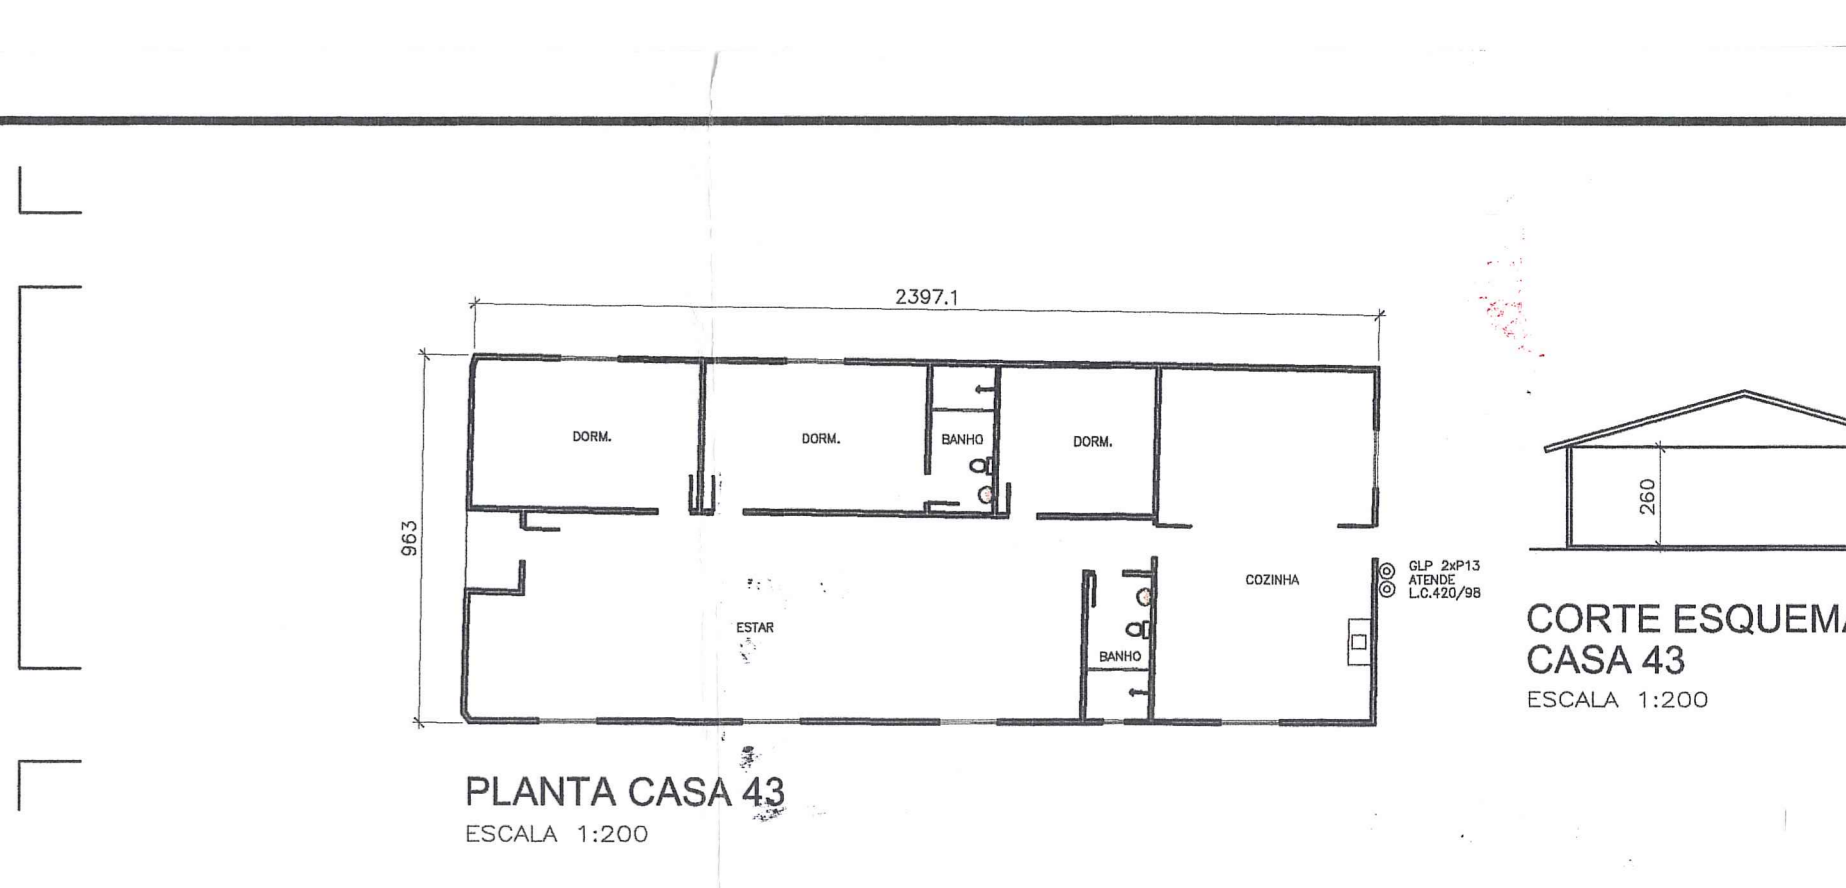 2397.1
DORM.
DORM.
BANHO
DORM.
963
260
COZINHA
GLP 2xP13
ATENDE
L.C.420/98
ESTAR
BANHO
CORTE ESQUEMA
CASA 43
ESCALA 1:200
PLANTA CASA 43
ESCALA 1:200